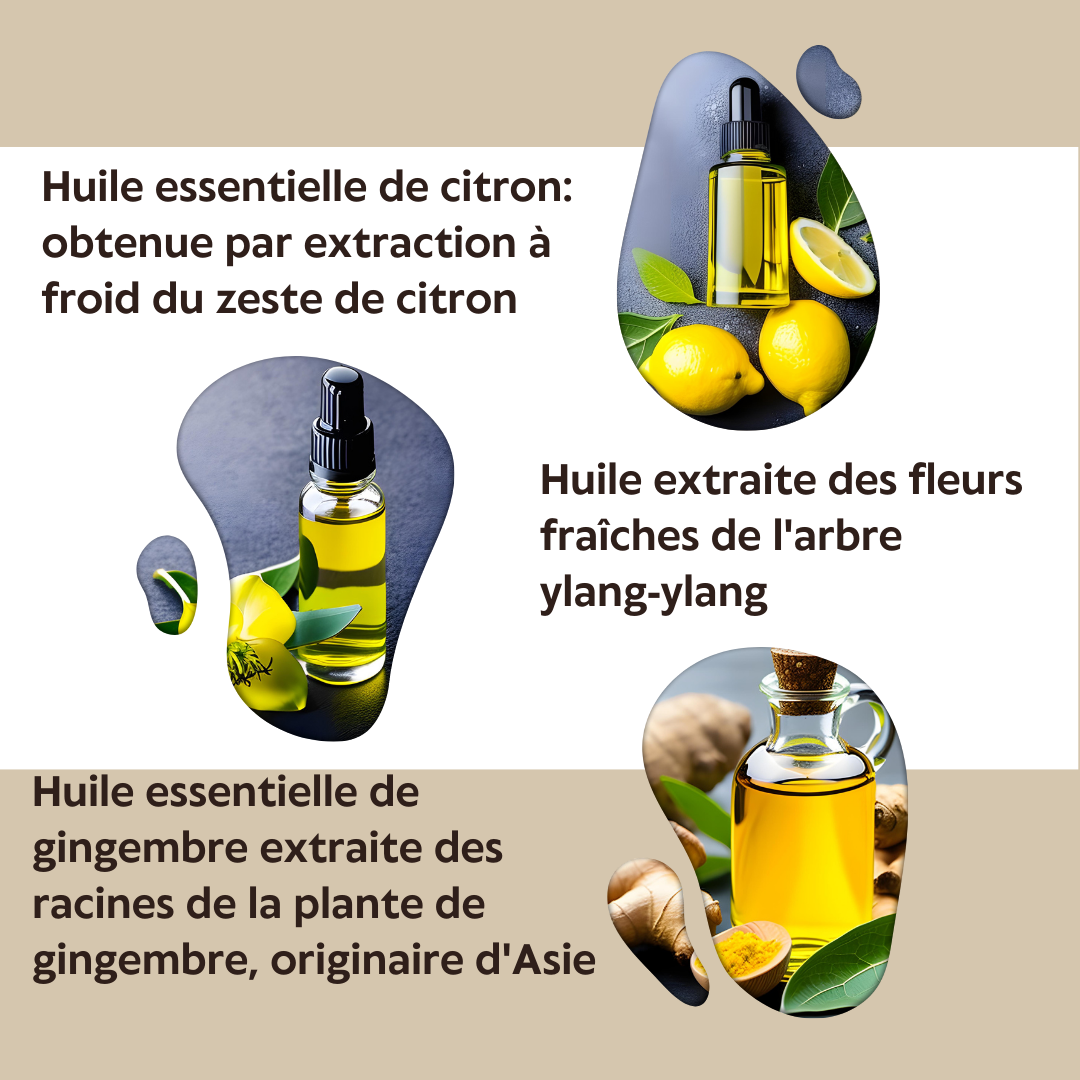 Huile essentielle de citron:
obtenue par extraction à
froid du zeste de citron
Huile extraite des fleurs
fraîches de l'arbre
ylang-ylang
Huile essentielle de
gingembre extraite des
racines de la plante de
gingembre, originaire d'Asie